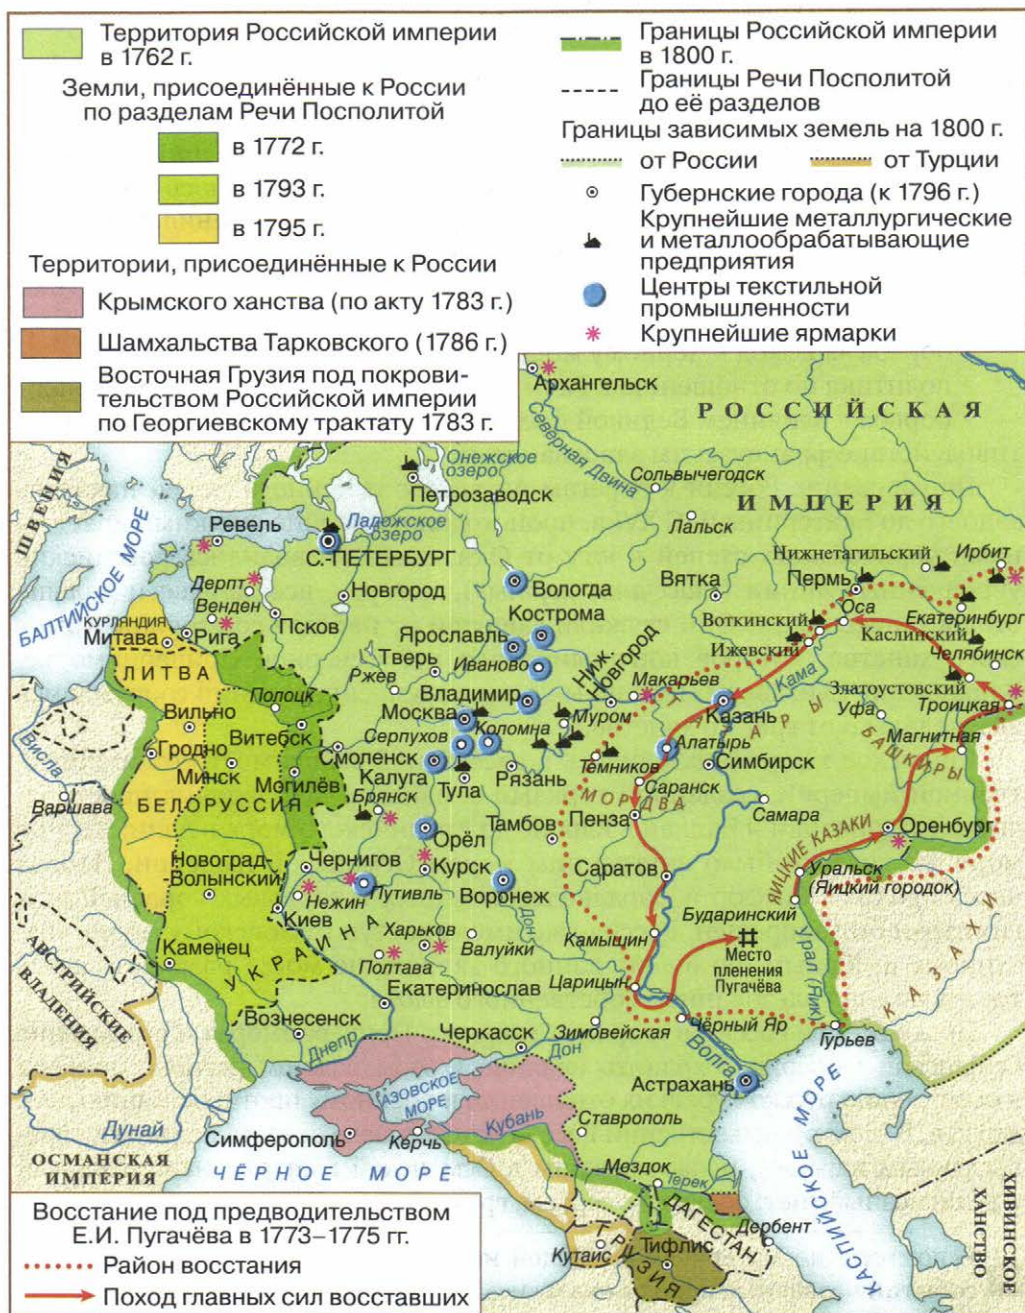 Территория Российской империи
в 1762 г.
Земли, присоединённые к России
по разделам Речи Посполитой
в 1772 г.
в 1793 г.
в 1795 г.
Территории, присоединённые к России
Крымского ханства (по акту 1783 г.)
Шамхальства Тарковского (1786 г.)
Восточная Грузия под покрови-
тельством Российской империи
по Георгиевскому трактату 1783 г.
Границы Российской империи
в 1800 г.
Границы Речи Посполитой
до её разделов
Границы зависимых земель на 1800 г.
от России
от Турции
Губернские города (к 1796 г.)
Крупнейшие металлургические
и металлообрабатывающие
предприятия
Центры текстильной
промышленности
Крупнейшие ярмарки
Архангельск
РОССИЙСКАЯ
ИМПЕРИЯ
Северная Двина
Онежское
озеро
Петрозаводск
Сольвычегодск
Лальск
ШВЕЦИЯ
БАЛТИЙСКОЕ МОРЕ
Ревель
Ладожское
озеро
С.-ПЕТЕРБУРГ
Дерпт
Венден
Новгород
Псков
КУРЛЯНДИЯ
Митава
Рига
Вологда
Кострома
Ярославль
Иваново
Тверь
Ржев
Владимир
Москва
Серпухов
Коломна
Ниж.
Новгород
Макарьев
Муром
Вятка
Нижнетагильский
Пермь
Ирбит
Оса
Екатеринбург
Воткинский
Ижевский
Каслинский
Челябинск
Кама
Златоустовский
Уфа
Троицкая
Магнитная
ТАТАРЫ
БАШКИРЫ
Казань
Алатырь
Симбирск
Темников
Саранск
МОРДВА
Пенза
Самара
ЛИТВА
Полоцк
Вильно
Витебск
Гродно
Минск
Могилёв
БЕЛОРУССИЯ
Висла
Варшава
Смоленск
Калуга
Тула
Рязань
Брянск
Орёл
Тамбов
Курск
Воронеж
Дон
Саратов
ЯИЦКИЕ КАЗАКИ
Оренбург
Уральск
(Яицкий городок)
Бударинский
Урал (Яик)
КАЗАХИ
Новоград-
-Волынский
Чернигов
Нежин
Путивль
Киев
УКРАИНА
Харьков
Полтава
Валуйки
Камышин
Место
пленения
Пугачёва
Царицын
Каменец
АВСТРИЙСКИЕ
ВЛАДЕНИЯ
Екатеринослав
Вознесенск
Днепр
Черкасск
Зимовейская
Дон
Чёрный Яр
Волга
Гурьев
Астрахань
АЗОВСКОЕ
МОРЕ
Кубань
Ставрополь
Симферополь
Керчь
Дунай
ОСМАНСКАЯ
ИМПЕРИЯ
ЧЁРНОЕ МОРЕ
Моздок
Терек
ДАГЕСТАН
Дербент
КАСПИЙСКОЕ МОРЕ
ХИВИНСКОЕ
ХАНСТВО
Кутаис
ГРУЗИЯ
Тифлис
Восстание под предводительством
Е.И. Пугачёва в 1773–1775 гг.
Район восстания
Поход главных сил восставших